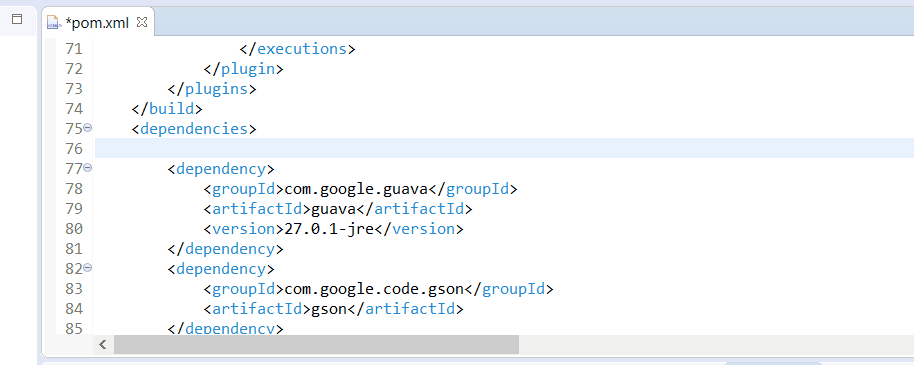 *pom.xml
71 </executions>
72 </plugin>
73 </plugins>
74 </build>
75 <dependencies>
76
77 <dependency>
78 <groupId>com.google.guava</groupId>
79 <artifactId>guava</artifactId>
80 <version>27.0.1-jre</version>
81 </dependency>
82 <dependency>
83 <groupId>com.google.code.gson</groupId>
84 <artifactId>gson</artifactId>
85 </dependency>